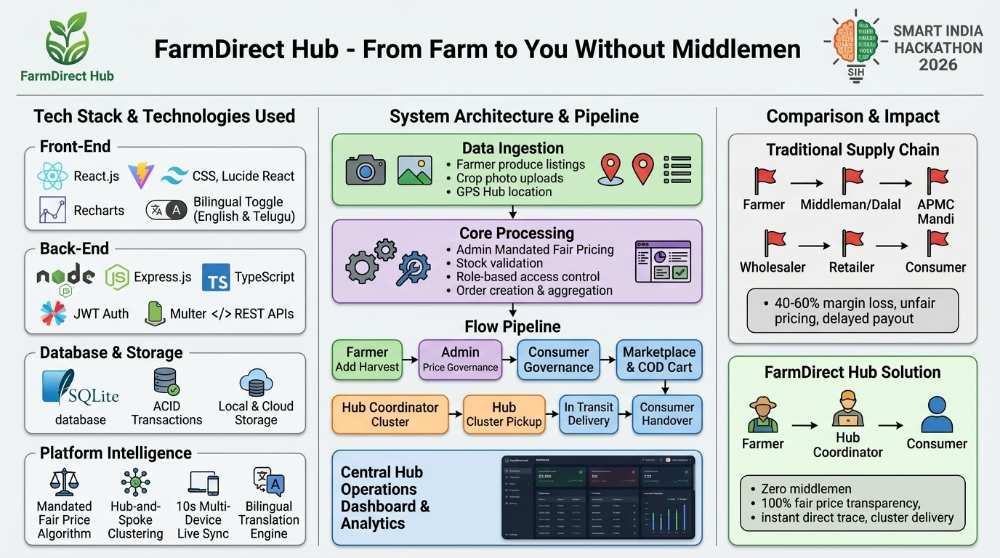 FarmDirect Hub
FarmDirect Hub - From Farm to You Without Middlemen
SIH
SMART INDIA
HACKATHON
2026
Tech Stack & Technologies Used
Front-End
React.js
CSS, Lucide React
Recharts
A
Bilingual Toggle
(English & Telugu)
Back-End
node
JS
JS
Express.js
TS
TypeScript
JWT Auth
Multer
</> REST APIs
Database & Storage
SQLite
database
ACID
Transactions
Local & Cloud
Storage
Platform Intelligence
Mandated
Fair Price
Algorithm
Hub-and-
Spoke
Clustering
10s Multi-
Device
Live Sync
A
Bilingual
Translation
Engine
System Architecture & Pipeline
Data Ingestion
• Farmer produce listings
• Crop photo uploads
• GPS Hub location
Core Processing
• Admin Mandated Fair Pricing
• Stock validation
• Role-based access control
• Order creation & aggregation
Flow Pipeline
Farmer
Add Harvest
Admin
Price Governance
Consumer
Governance
Marketplace
& COD Cart
Hub Coordinator
Cluster
Hub
Cluster Pickup
In Transit
Delivery
Consumer
Handover
Central Hub
Operations
Dashboard &
Analytics
Comparison & Impact
Traditional Supply Chain
Farmer
Middleman/Dalal
APMC
Mandi
Wholesaler
Retailer
Consumer
• 40-60% margin loss, unfair
pricing, delayed payout
FarmDirect Hub Solution
Farmer
Hub
Coordinator
Consumer
• Zero middlemen
• 100% fair price transparency,
• instant direct trace, cluster delivery